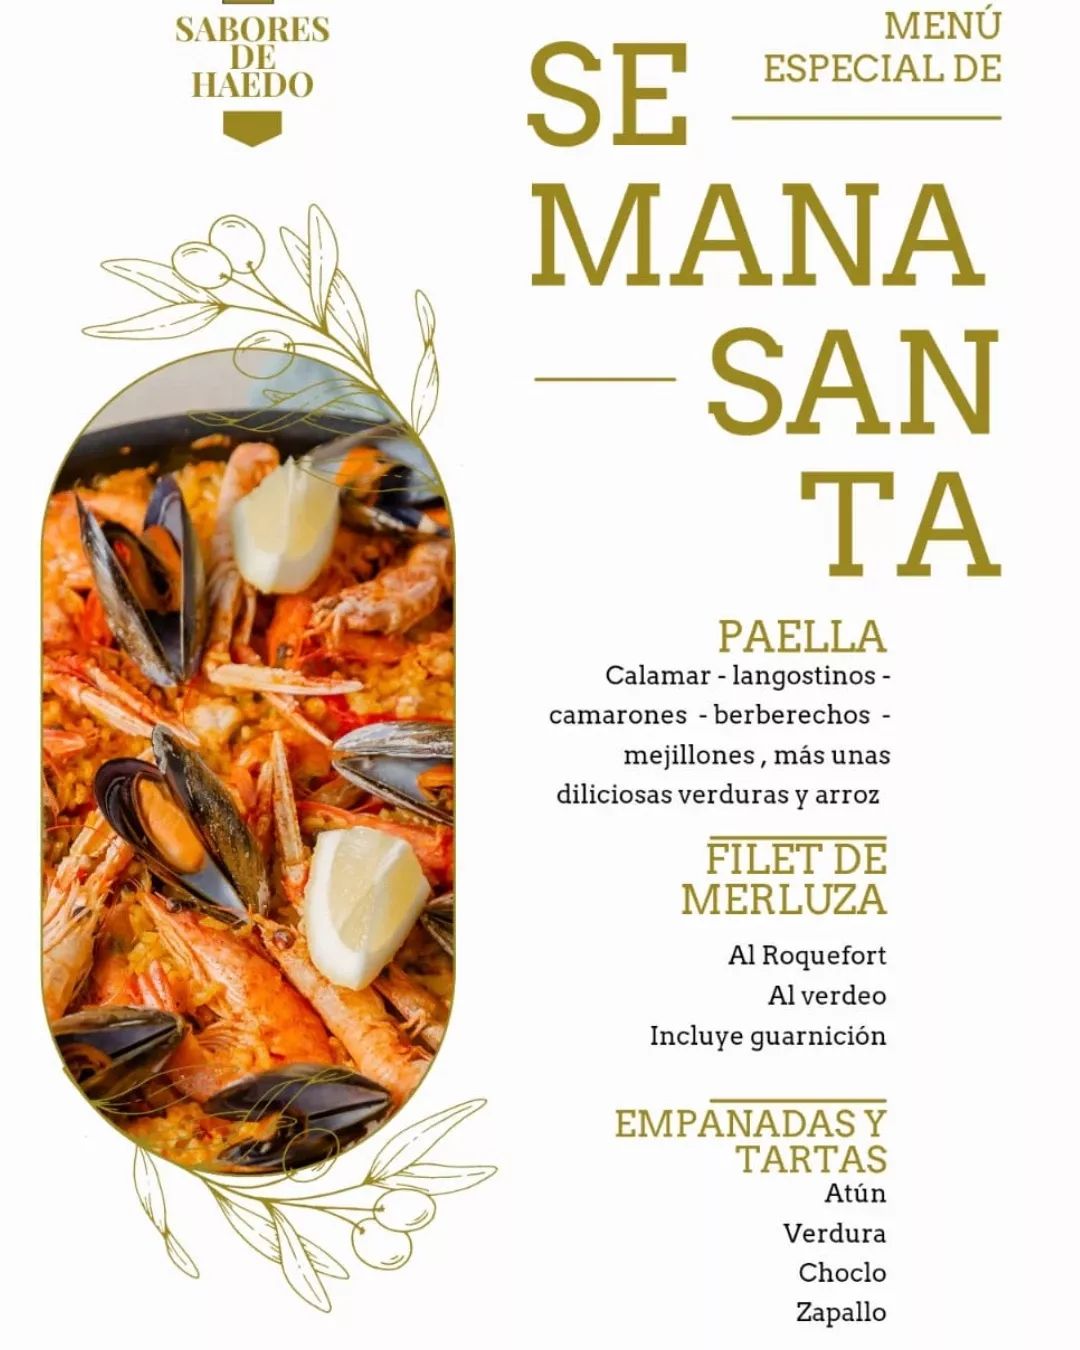 SABORES
DE
HAEDO
MENÚ
ESPECIAL DE
SE
MANA
SAN
TA
PAELLA
Calamar - langostinos -
camarones - berberechos -
mejillones , más unas
diliciosas verduras y arroz
FILET DE
MERLUZA
Al Roquefort
Al verdeo
Incluye guarnición
EMPANADAS Y
TARTAS
Atún
Verdura
Choclo
Zapallo